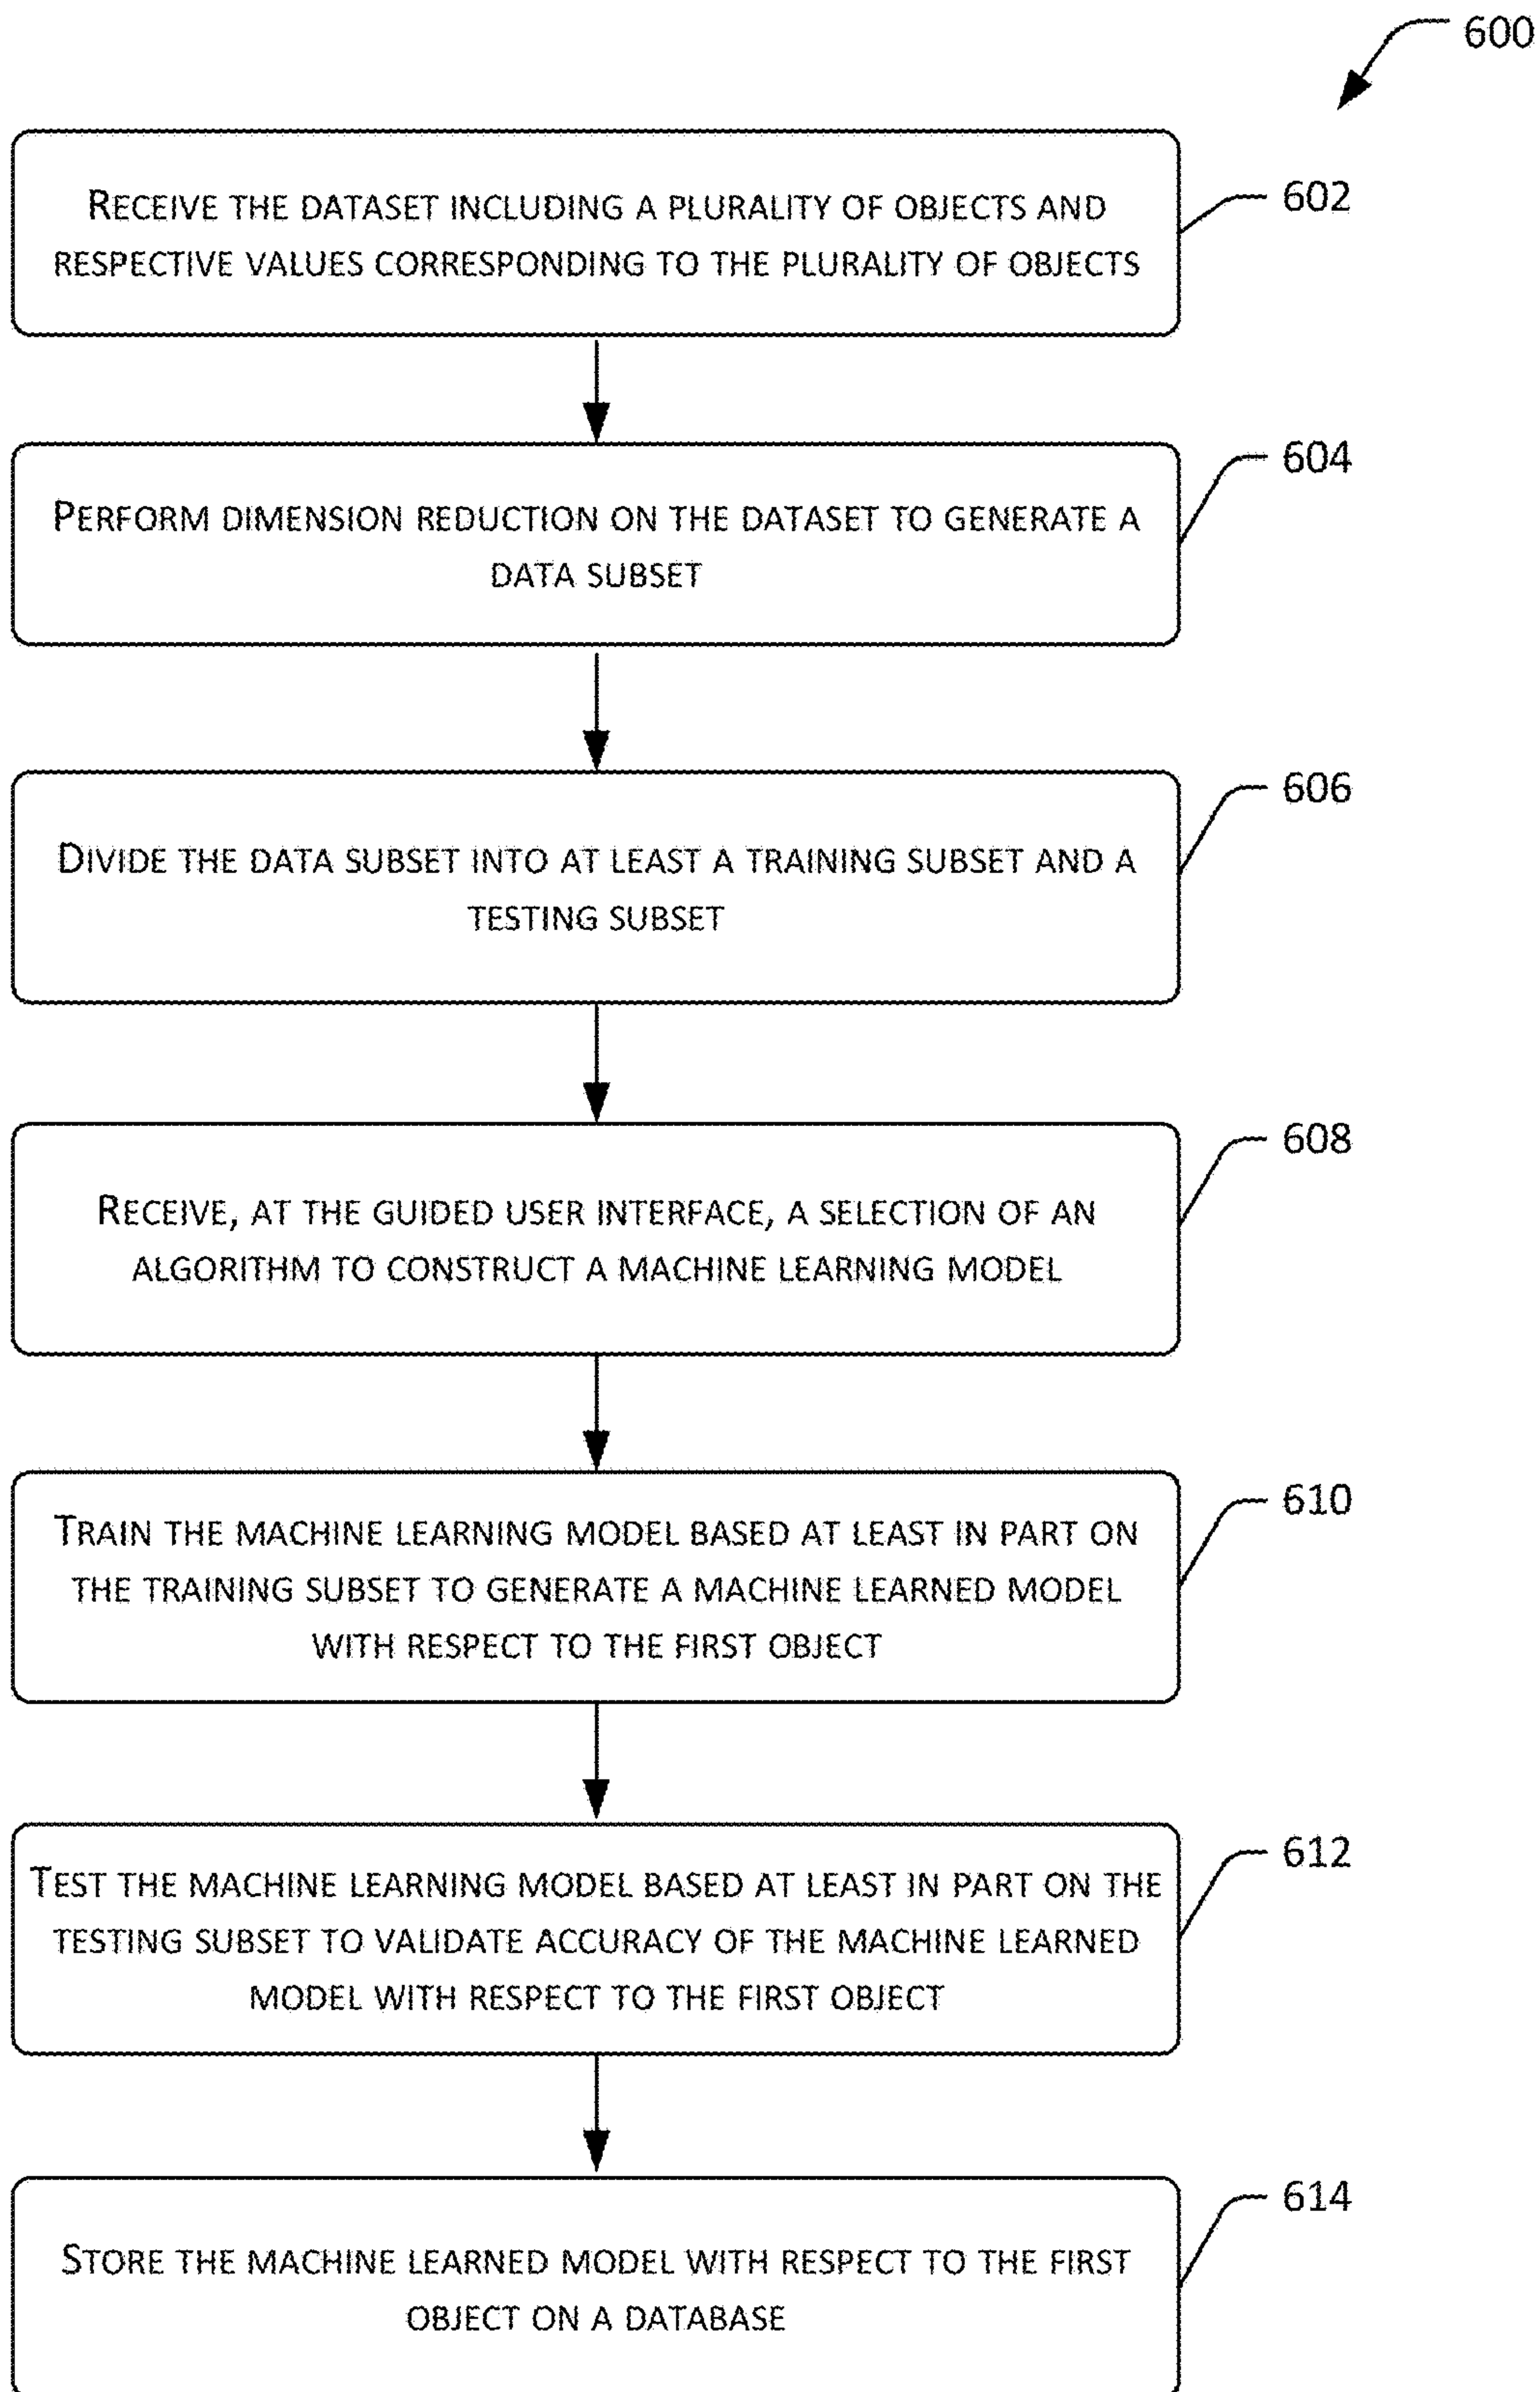 600
RECEIVE THE DATASET INCLUDING A PLURALITY OF OBJECTS AND
RESPECTIVE VALUES CORRESPONDING TO THE PLURALITY OF OBJECTS
602
PERFORM DIMENSION REDUCTION ON THE DATASET TO GENERATE A
DATA SUBSET
604
DIVIDE THE DATA SUBSET INTO AT LEAST A TRAINING SUBSET AND A
TESTING SUBSET
606
RECEIVE, AT THE GUIDED USER INTERFACE, A SELECTION OF AN
ALGORITHM TO CONSTRUCT A MACHINE LEARNING MODEL
608
TRAIN THE MACHINE LEARNING MODEL BASED AT LEAST IN PART ON
THE TRAINING SUBSET TO GENERATE A MACHINE LEARNED MODEL
WITH RESPECT TO THE FIRST OBJECT
610
TEST THE MACHINE LEARNING MODEL BASED AT LEAST IN PART ON THE
TESTING SUBSET TO VALIDATE ACCURACY OF THE MACHINE LEARNED
MODEL WITH RESPECT TO THE FIRST OBJECT
612
STORE THE MACHINE LEARNED MODEL WITH RESPECT TO THE FIRST
OBJECT ON A DATABASE
614